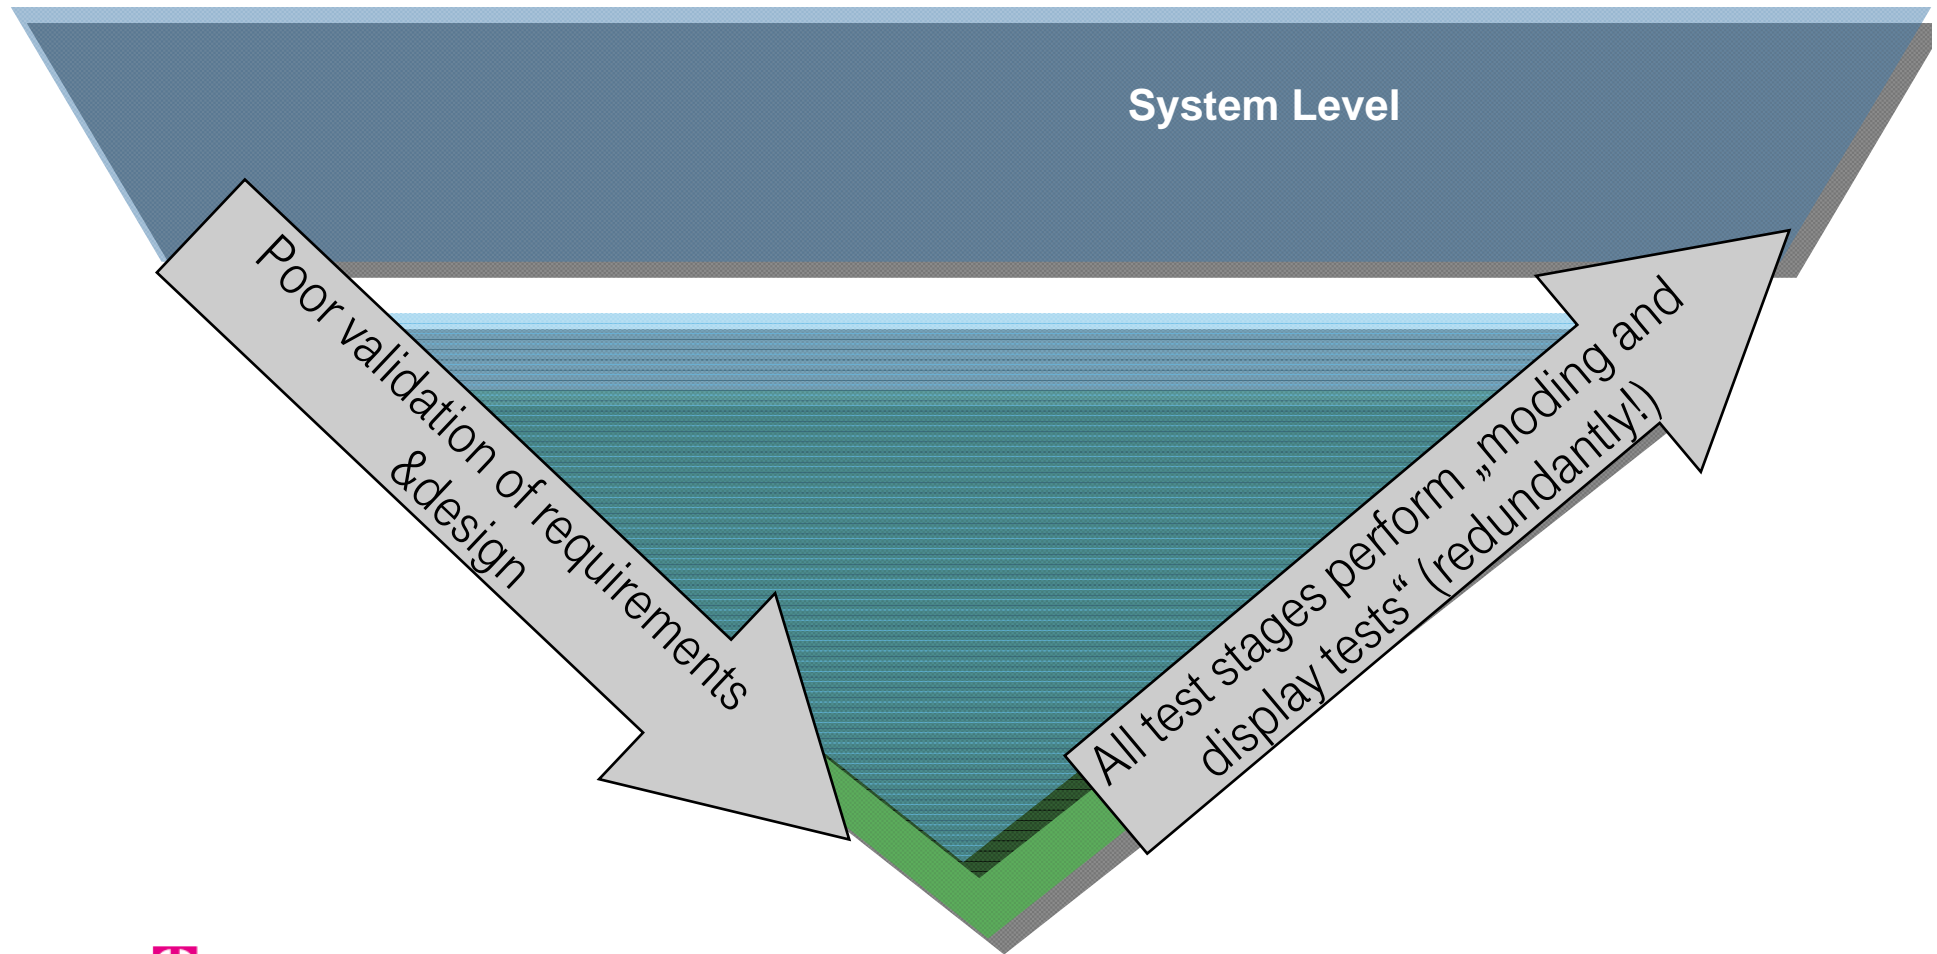 System Level
Poor validation of requirements
&design
All test stages perform „moding and
display tests“ (redundantly!)